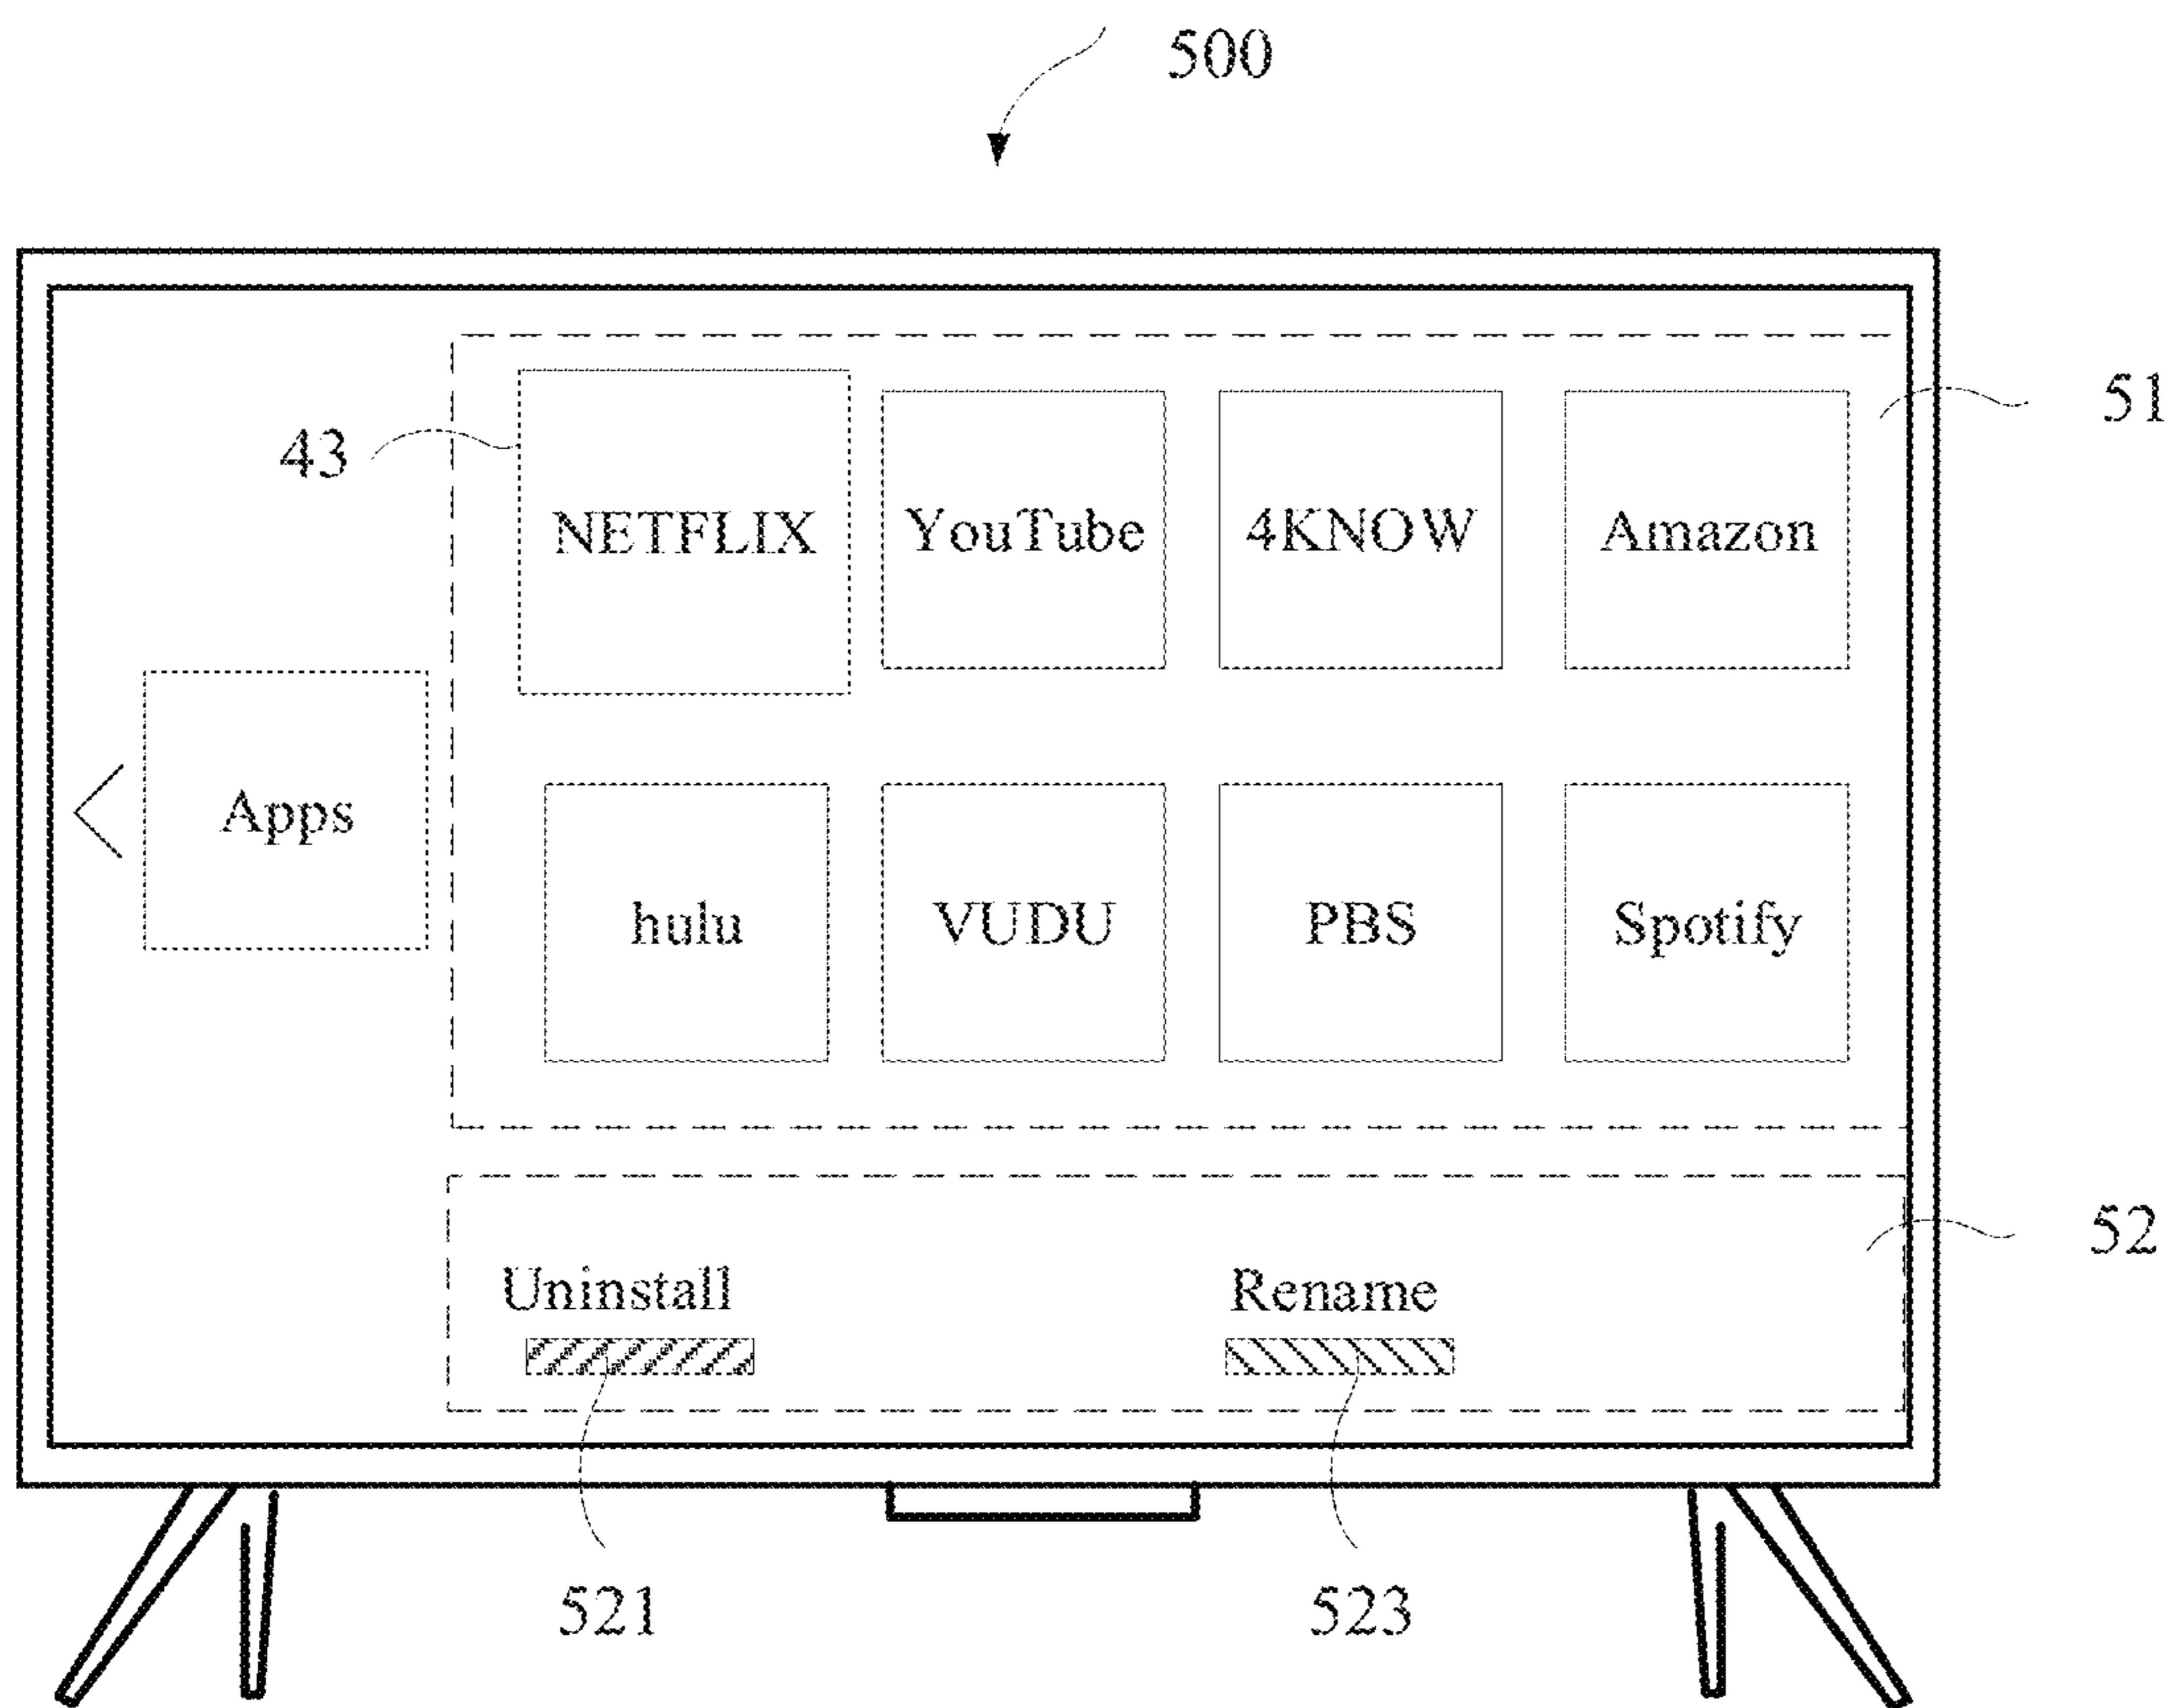 500
51
43
NETFLIX YouTube 4KNOW Amazon
Apps
hulu VUDU PBS Spotify
52
Uninstall Rename
521 523